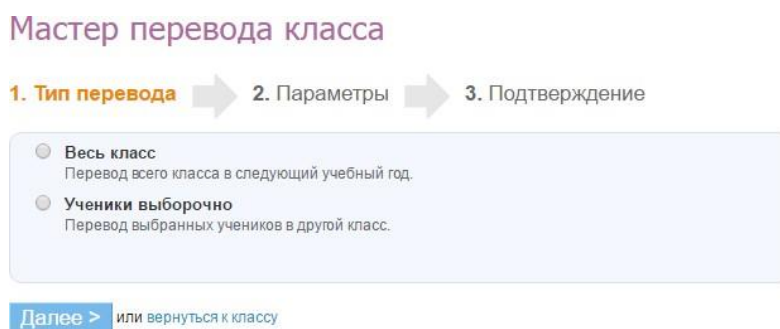 Мастер перевода класса
1. Тип перевода 2. Параметры 3. Подтверждение
Весь класс
Перевод всего класса в следующий учебный год.
Ученики выборочно
Перевод выбранных учеников в другой класс.
Далее > или вернуться к классу